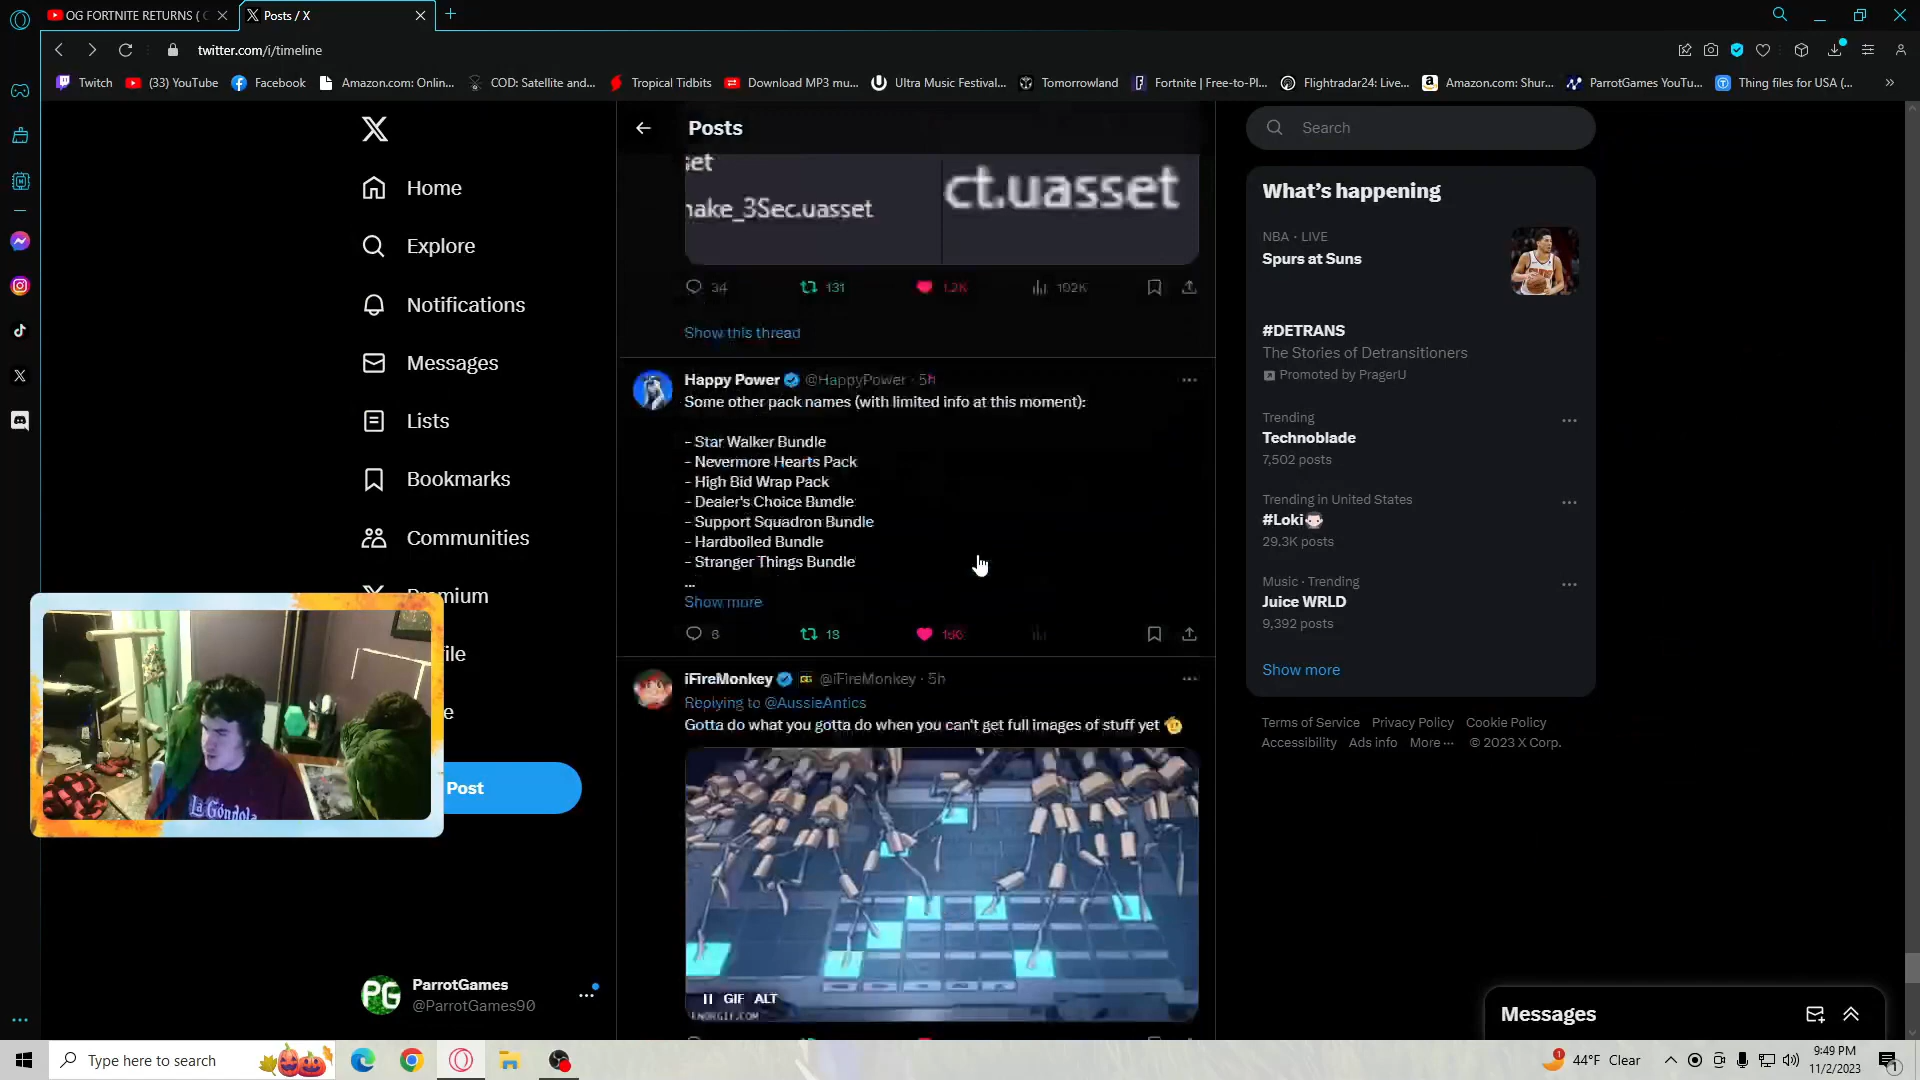 OG FORTNITE RETURNS (
Posts / X
twitter.com/i/timeline
Twitch
(33) YouTube
Facebook
Amazon.com: Onlin...
COD: Satellite and...
Tropical Tidbits
Download MP3 mu...
Ultra Music Festival...
Tomorrowland
Fortnite | Free-to-Pl...
Flightradar24: Live...
Amazon.com: Shur...
ParrotGames YouTu...
Thing files for USA (...
Home
Explore
Notifications
Messages
Lists
Bookmarks
Communities
Premium
file
e
Post
ParrotGames
@ParrotGames90
Posts
set
nake_3Sec.uasset
ct.uasset
34
131
1.2K
102K
Show this thread
Happy Power @HappyPower · 5h
Some other pack names (with limited info at this moment):
- Star Walker Bundle
- Nevermore Hearts Pack
- High Bid Wrap Pack
- Dealer's Choice Bundle
- Support Squadron Bundle
- Hardboiled Bundle
- Stranger Things Bundle
...
Show more
6
18
iFireMonkey @iFireMonkey · 5h
Replying to @AussieAntics
Gotta do what you gotta do when you can't get full images of stuff yet
GIF ALT
Search
What's happening
NBA · LIVE
Spurs at Suns
#DETRANS
The Stories of Detransitioners
Promoted by PragerU
Trending
Technoblade
7,502 posts
Trending in United States
#Loki
29.3K posts
Music · Trending
Juice WRLD
9,392 posts
Show more
Terms of Service Privacy Policy Cookie Policy
Accessibility Ads info More ··· © 2023 X Corp.
Messages
La Góndola
Type here to search
1
44°F Clear
9:49 PM
11/2/2023
1